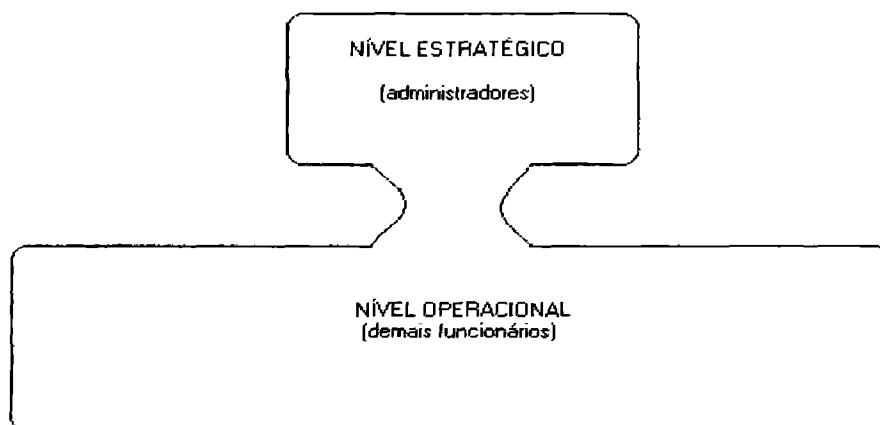 NÍVEL ESTRATÉGICO
(administradores)
NÍVEL OPERACIONAL
(demais funcionários)